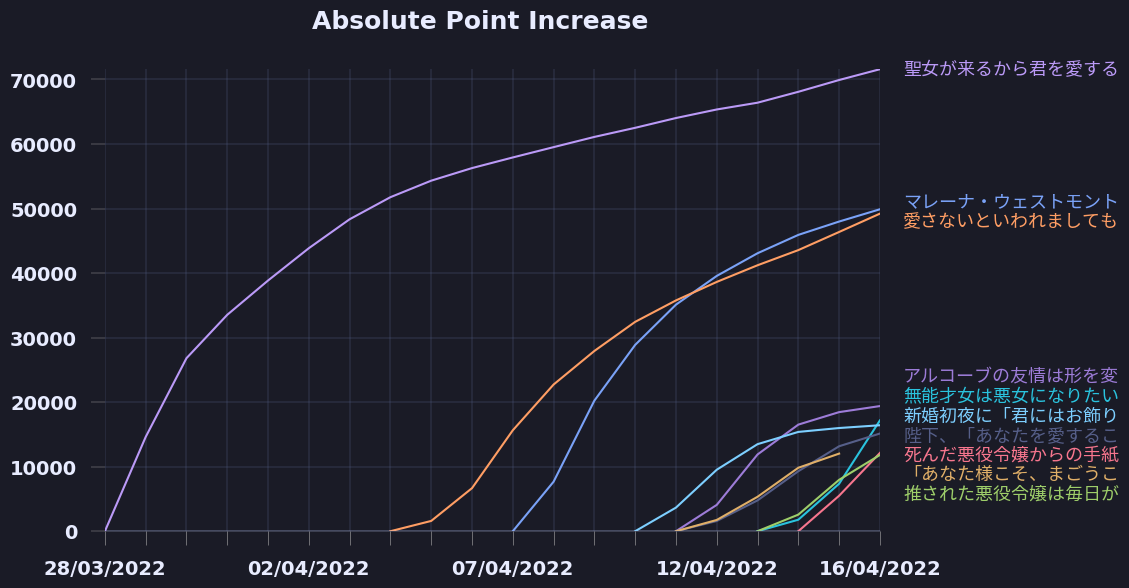 Absolute Point Increase
70000
60000
50000
40000
30000
20000
10000
0
28/03/2022
02/04/2022
07/04/2022
12/04/2022
16/04/2022
聖女が来るから君を愛する
マレーナ・ウェストモント
愛さないといわれましても
アルコーブの友情は形を変
無能才女は悪女になりたい
新婚初夜に「君にはお飾り
陛下、「あなたを愛するこ
死んだ悪役令嬢からの手紙
「あなた様こそ、まごうこ
推された悪役令嬢は毎日が